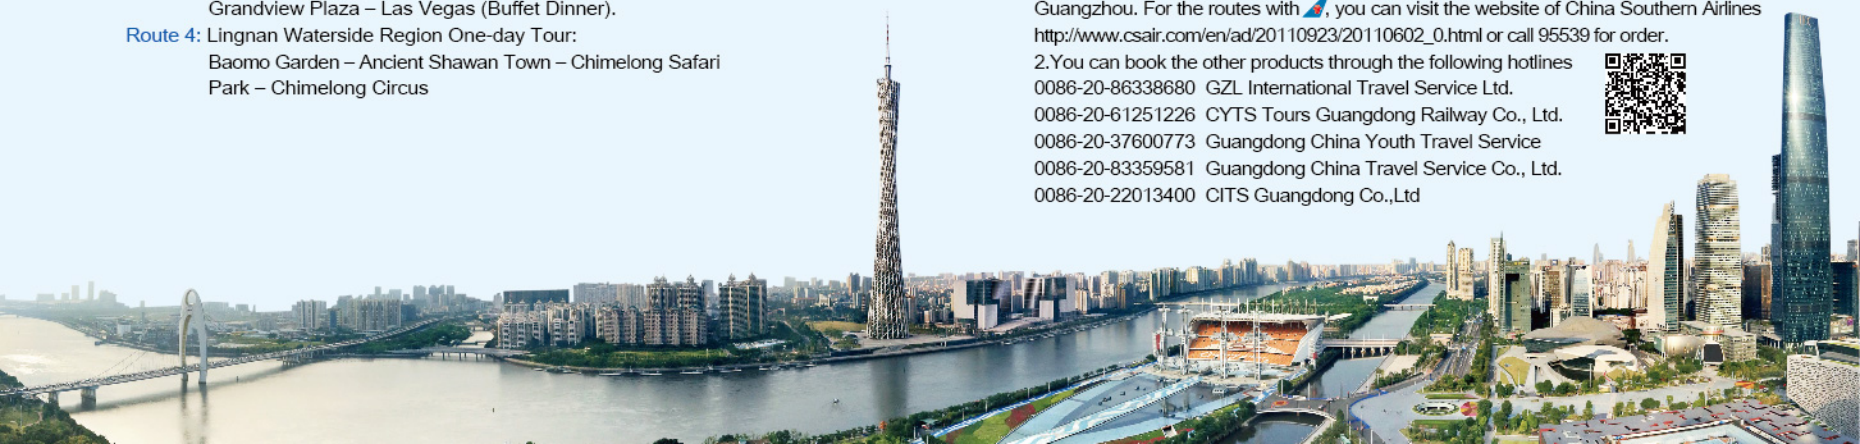 Grandview Plaza – Las Vegas (Buffet Dinner).
Route 4: Lingnan Waterside Region One-day Tour:
Baomo Garden – Ancient Shawan Town – Chimelong Safari
Park – Chimelong Circus
Guangzhou. For the routes with , you can visit the website of China Southern Airlines
http://www.csair.com/en/ad/20110923/20110602_0.html or call 95539 for order.
2.You can book the other products through the following hotlines
0086-20-86338680 GZL International Travel Service Ltd.
0086-20-61251226 CYTS Tours Guangdong Railway Co., Ltd.
0086-20-37600773 Guangdong China Youth Travel Service
0086-20-83359581 Guangdong China Travel Service Co., Ltd.
0086-20-22013400 CITS Guangdong Co.,Ltd